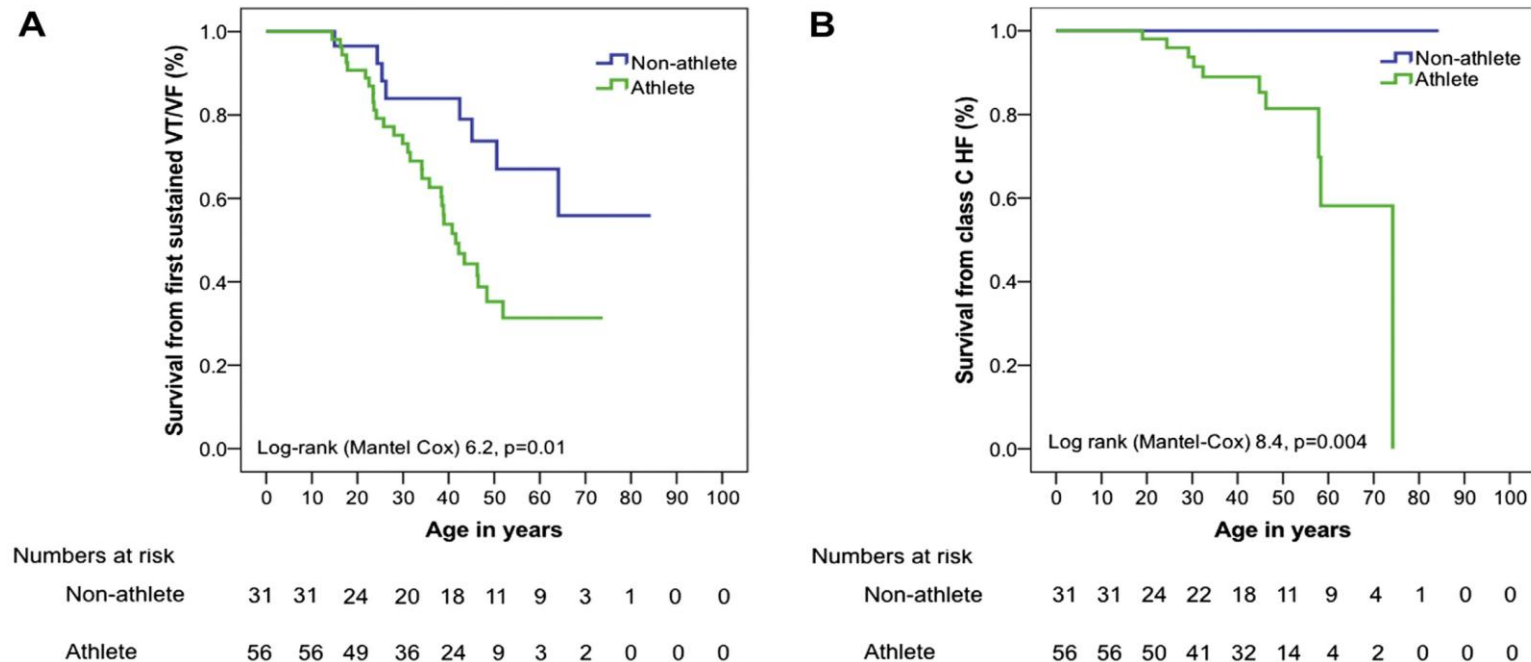 A
Survival from first sustained VT/VF (%)
1.0
0.8
0.6
0.4
0.2
0.0
Non-athlete
Athlete
Log-rank (Mantel Cox) 6.2, p=0.01
0 10 20 30 40 50 60 70 80 90 100
Age in years
Numbers at risk
Non-athlete 31 31 24 20 18 11 9 3 1 0 0
Athlete 56 56 49 36 24 9 3 2 0 0 0
B
Survival from class C HF (%)
1.0
0.8
0.6
0.4
0.2
0.0
Non-athlete
Athlete
Log rank (Mantel-Cox) 8.4, p=0.004
0 10 20 30 40 50 60 70 80 90 100
Age in years
Numbers at risk
Non-athlete 31 31 24 22 18 11 9 4 1 0 0
Athlete 56 56 50 41 32 14 4 2 0 0 0